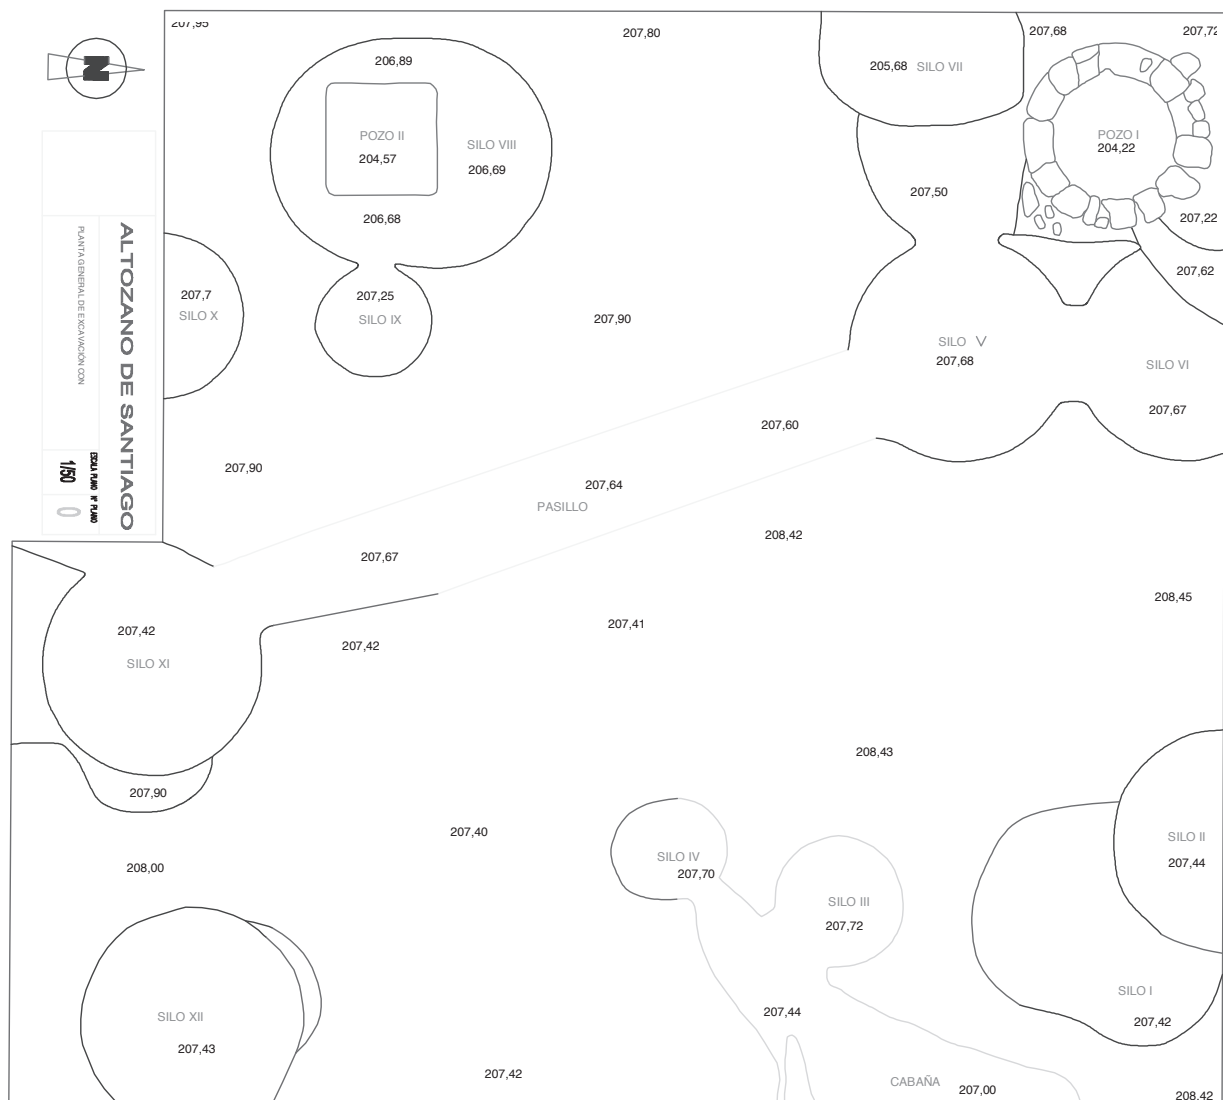 207,95
207,80
207,68
207,72
206,89
205,68 SILO VII
N
POZO II
204,57
SILO VIII
206,69
POZO I
204,22
207,50
206,68
207,22
207,62
207,7
SILO X
207,25
SILO IX
207,90
SILO V
207,68
SILO VI
207,67
207,60
207,90
207,64
PASILLO
207,67
208,42
ALTOZANO DE SANTIAGO
PLANTA GENERAL DE EXCAVACIÓN CON
ESCALA PLANO Nº PLANO
1/50 0
207,42
SILO XI
207,42
207,41
208,45
207,90
208,43
208,00
207,40
SILO IV
207,70
SILO III
207,72
SILO II
207,44
SILO I
207,42
SILO XII
207,43
207,44
207,42
CABAÑA
207,00
208,42